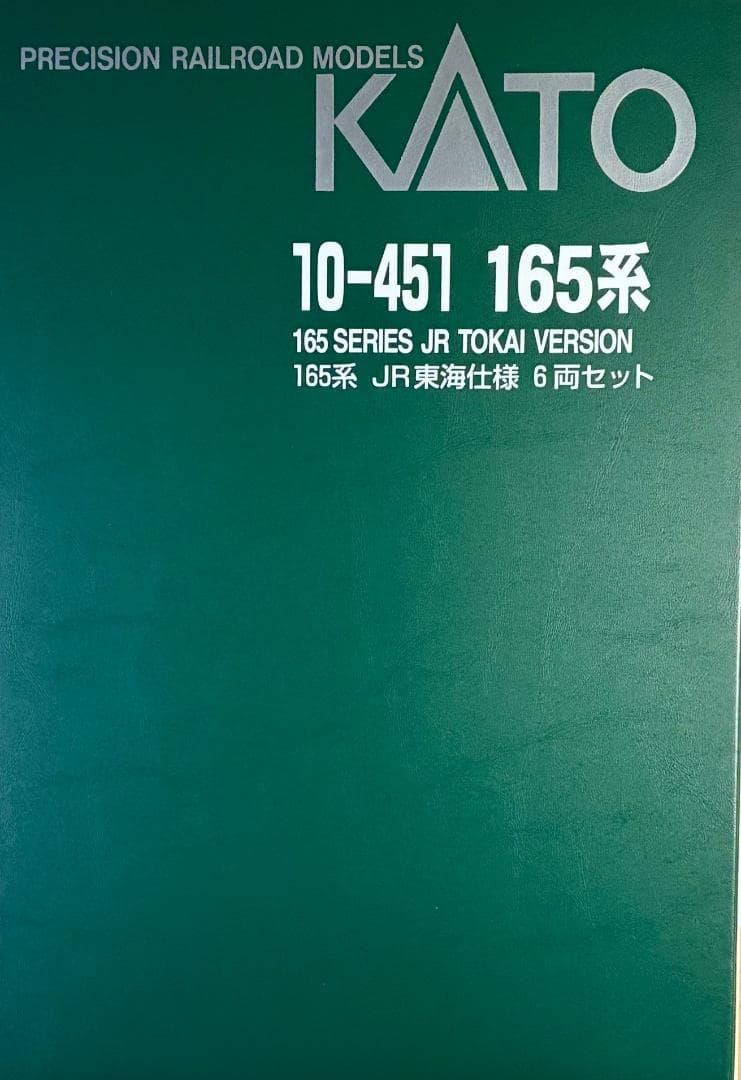 PRECISION RAILROAD MODELS
KATO
10-451 165系
165 SERIES JR TOKAI VERSION
165系 JR東海仕様 6両セット